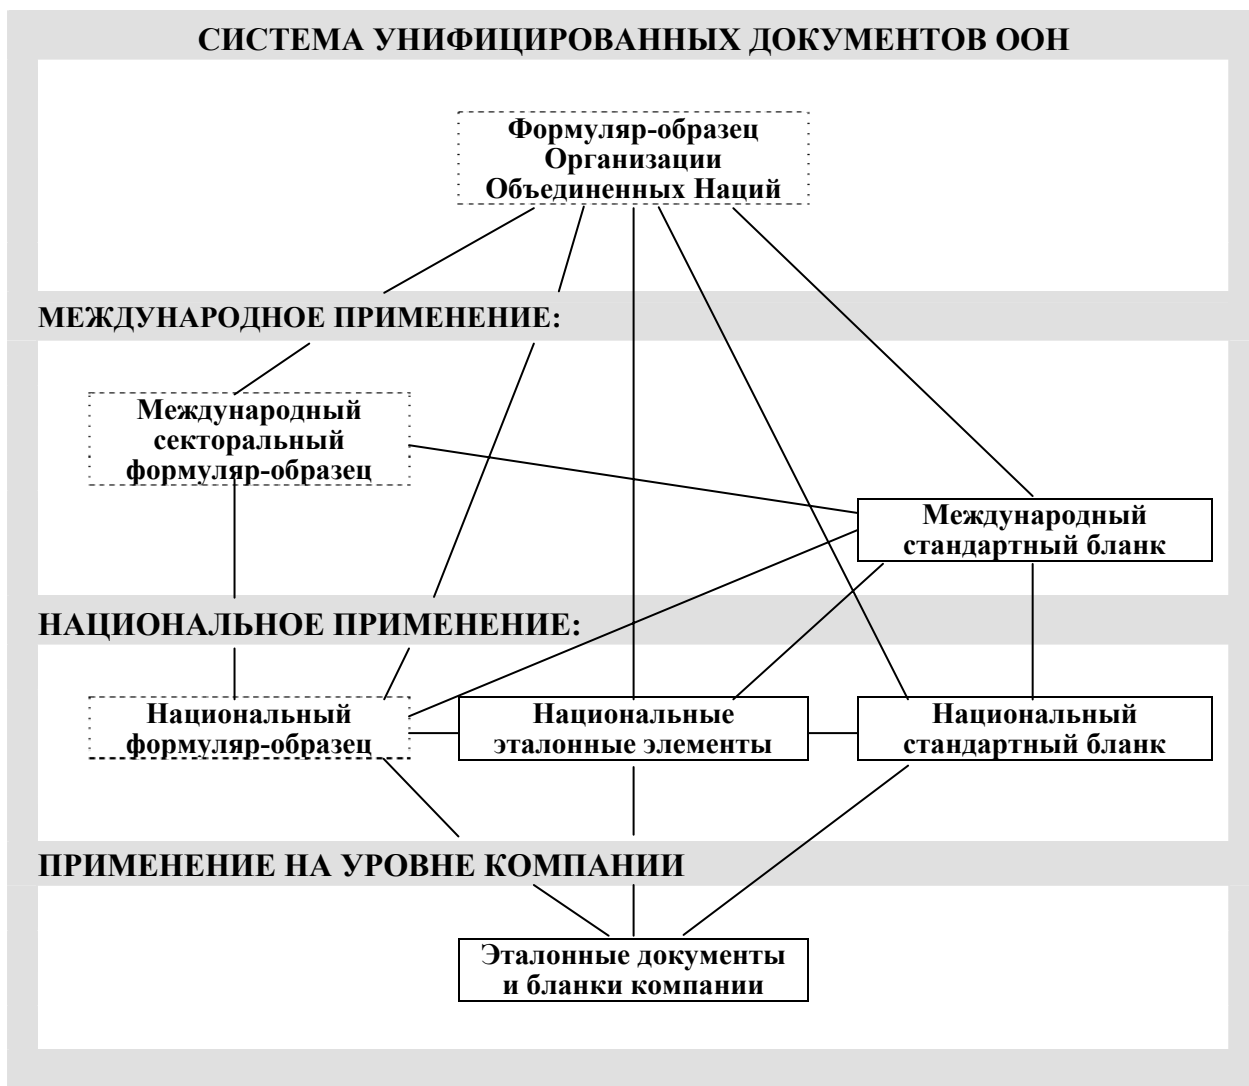 СИСТЕМА УНИФИЦИРОВАННЫХ ДОКУМЕНТОВ ООН
Формуляр-образец
Организации
Объединенных Наций
МЕЖДУНАРОДНОЕ ПРИМЕНЕНИЕ:
Международный
секторальный
формуляр-образец
Международный
стандартный бланк
НАЦИОНАЛЬНОЕ ПРИМЕНЕНИЕ:
Национальный
формуляр-образец
Национальные
эталонные элементы
Национальный
стандартный бланк
ПРИМЕНЕНИЕ НА УРОВНЕ КОМПАНИИ
Эталонные документы
и бланки компании